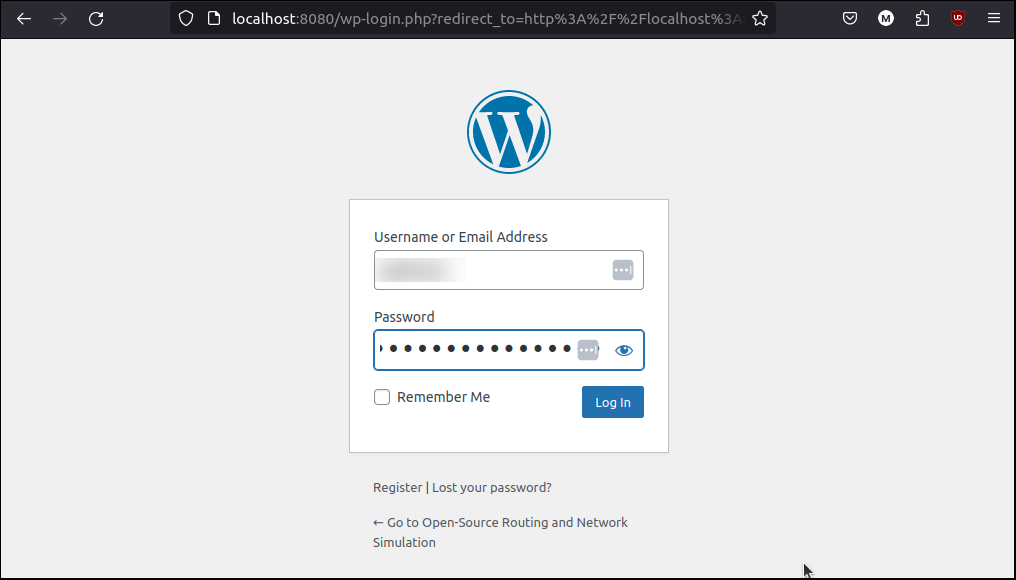 localhost:8080/wp-login.php?redirect_to=http%3A%2F%2Flocalhost%3A
M
UD
W
Username or Email Address
Password
Remember Me
Log In
Register | Lost your password?
← Go to Open-Source Routing and Network
Simulation